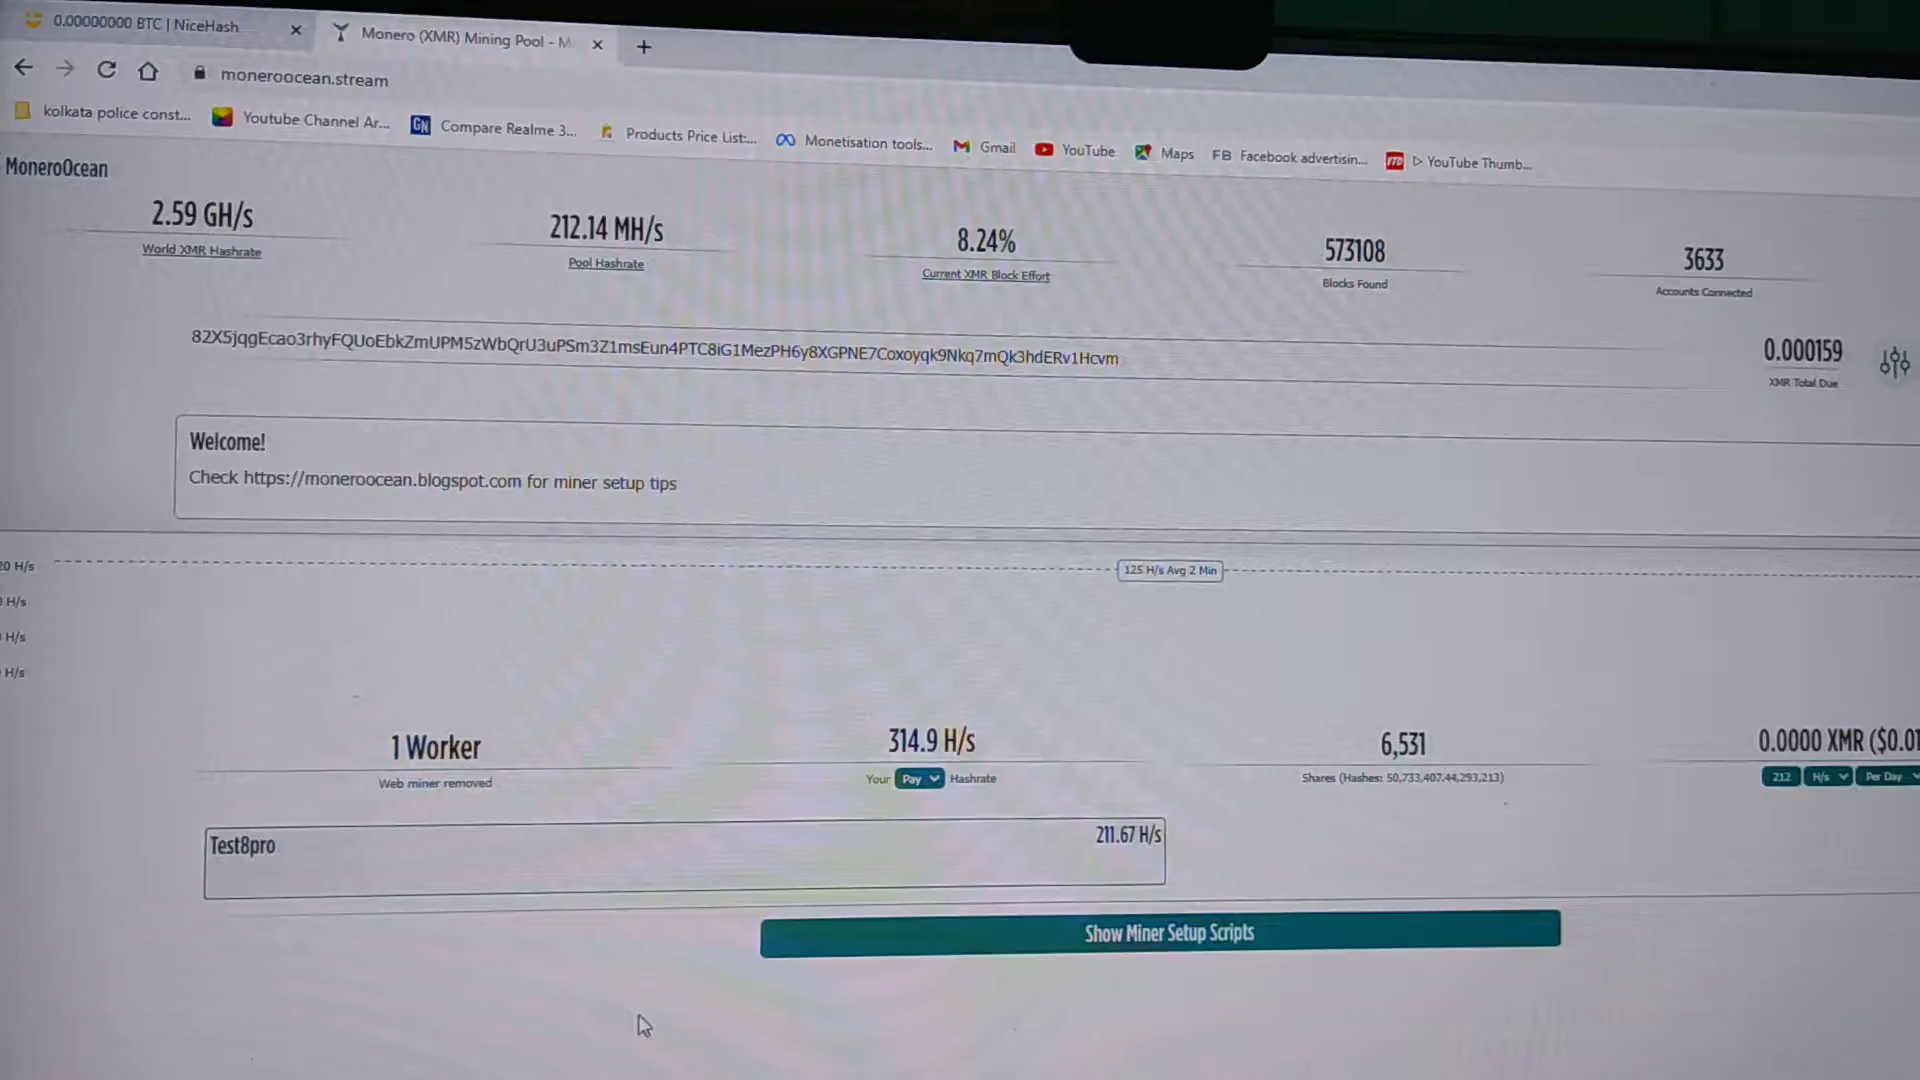 0.00000000 BTC | NiceHash
Monero (XMR) Mining Pool - M
moneroocean.stream
kolkata police const... Youtube Channel Ar... GN Compare Realme 3... Products Price List:... Monetisation tools... Gmail YouTube Maps FB Facebook advertisin... YouTube Thumb...
MoneroOcean
2.59 GH/s 212.14 MH/s 8.24% 573108 3633
World XMR Hashrate Pool Hashrate Current XMR Block Effort Blocks Found Accounts Connected
82X5jqgEcao3rhyFQUoEbkZmUPM5zWbQrU3uPSm3Z1msEun4PTC8iG1MezPH6y8XGPNE7Coxoyqk9Nkq7mQk3hdERv1Hcvm 0.000159
XMR Total Due
Welcome!
Check https://moneroocean.blogspot.com for miner setup tips
20 H/s
125 H/s Avg 2 Min
H/s
H/s
H/s
1 Worker 314.9 H/s 6,531 0.0000 XMR ($0.01
Web miner removed Your Pay Hashrate Shares (Hashes: 50,733,407.44,293,213) 212 H/s Per Day
Test8pro 211.67 H/s
Show Miner Setup Scripts